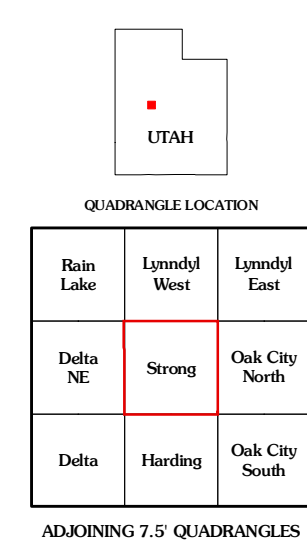 UTAH
QUADRANGLE LOCATION
Rain
Lake
Lynndyl
West
Lynndyl
East
Delta
NE
Strong
Oak City
North
Delta
Harding
Oak City
South
ADJOINING 7.5' QUADRANGLES